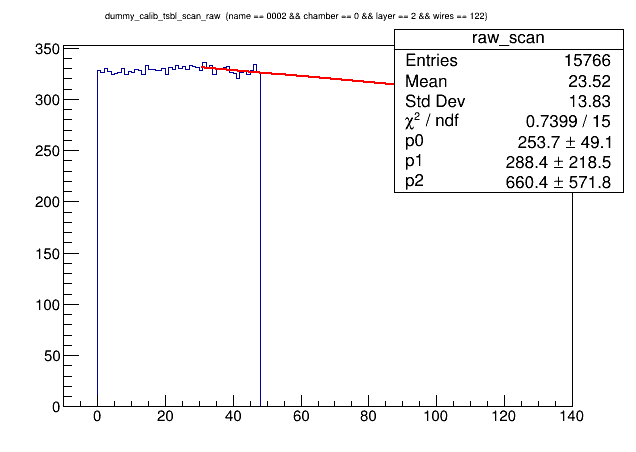 dummy_calib_tsbl_scan_raw (name == 0002 && chamber == 0 && layer == 2 && wires == 122)
raw_scan
Entries 15766
Mean 23.52
Std Dev 13.83
χ² / ndf 0.7399 / 15
p0 253.7 ± 49.1
p1 288.4 ± 218.5
p2 660.4 ± 571.8
350
300
250
200
150
100
50
0
0 20 40 60 80 100 120 140